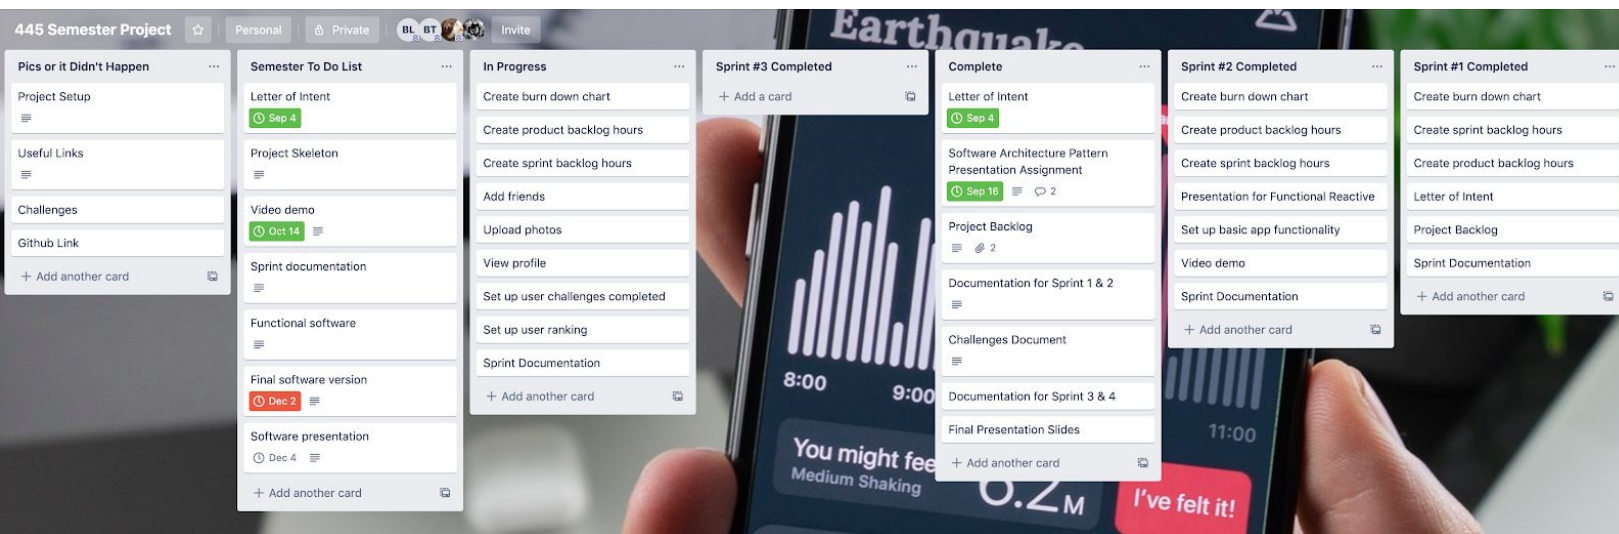 445 Semester Project
Personal
Private
BL BT
Invite
Pics or it Didn't Happen
Project Setup
Useful Links
Challenges
Github Link
+ Add another card
Semester To Do List
Letter of Intent
Sep 4
Project Skeleton
Video demo
Oct 14
Sprint documentation
Functional software
Final software version
Dec 2
Software presentation
Dec 4
+ Add another card
In Progress
Create burn down chart
Create product backlog hours
Create sprint backlog hours
Add friends
Upload photos
View profile
Set up user challenges completed
Set up user ranking
Sprint Documentation
+ Add another card
Sprint #3 Completed
+ Add a card
Complete
Letter of Intent
Sep 4
Software Architecture Pattern
Presentation Assignment
Sep 16
2
Project Backlog
2
Documentation for Sprint 1 & 2
Challenges Document
Documentation for Sprint 3 & 4
Final Presentation Slides
+ Add another card
Sprint #2 Completed
Create burn down chart
Create product backlog hours
Create sprint backlog hours
Presentation for Functional Reactive
Set up basic app functionality
Video demo
Sprint Documentation
+ Add another card
Sprint #1 Completed
Create burn down chart
Create sprint backlog hours
Create product backlog hours
Letter of Intent
Project Backlog
Sprint Documentation
+ Add another card
Earthquake
8:00
9:00
11:00
You might fee
Medium Shaking
6.2M
I've felt it!